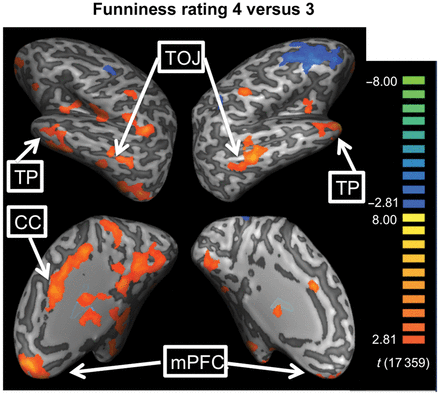 Funniness rating 4 versus 3
TOJ
TP
TP
CC
mPFC
−8.00
−2.81
8.00
2.81
t (17 359)